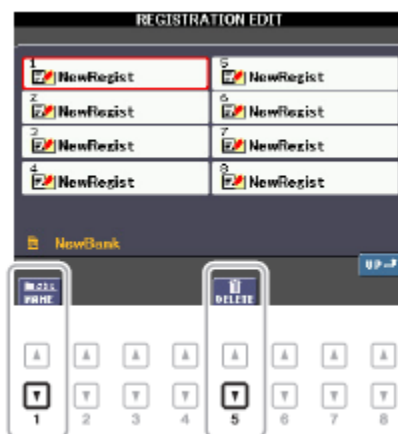 REGISTRATION EDIT
1 NewRegist
5 NewRegist
2 NewRegist
6 NewRegist
3 NewRegist
7 NewRegist
4 NewRegist
8 NewRegist
NewBank
UP
NAME
DELETE
1 2 3 4 5 6 7 8